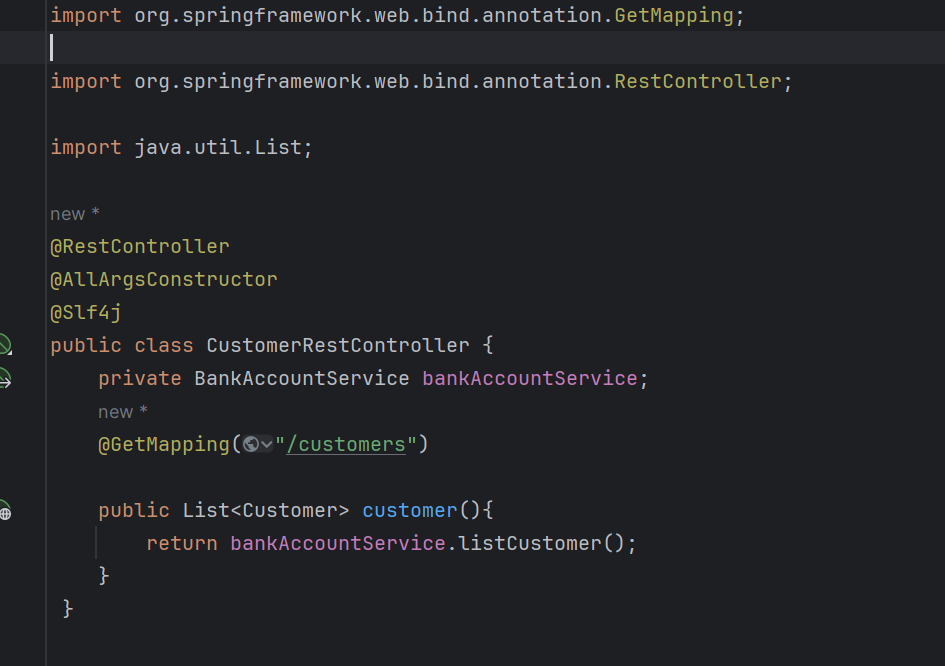 import org.springframework.web.bind.annotation.GetMapping;
import org.springframework.web.bind.annotation.RestController;
import java.util.List;
new *
@RestController
@AllArgsConstructor
@Slf4j
public class CustomerRestController {
private BankAccountService bankAccountService;
new *
@GetMapping("/customers")
public List<Customer> customer(){
return bankAccountService.listCustomer();
}
}